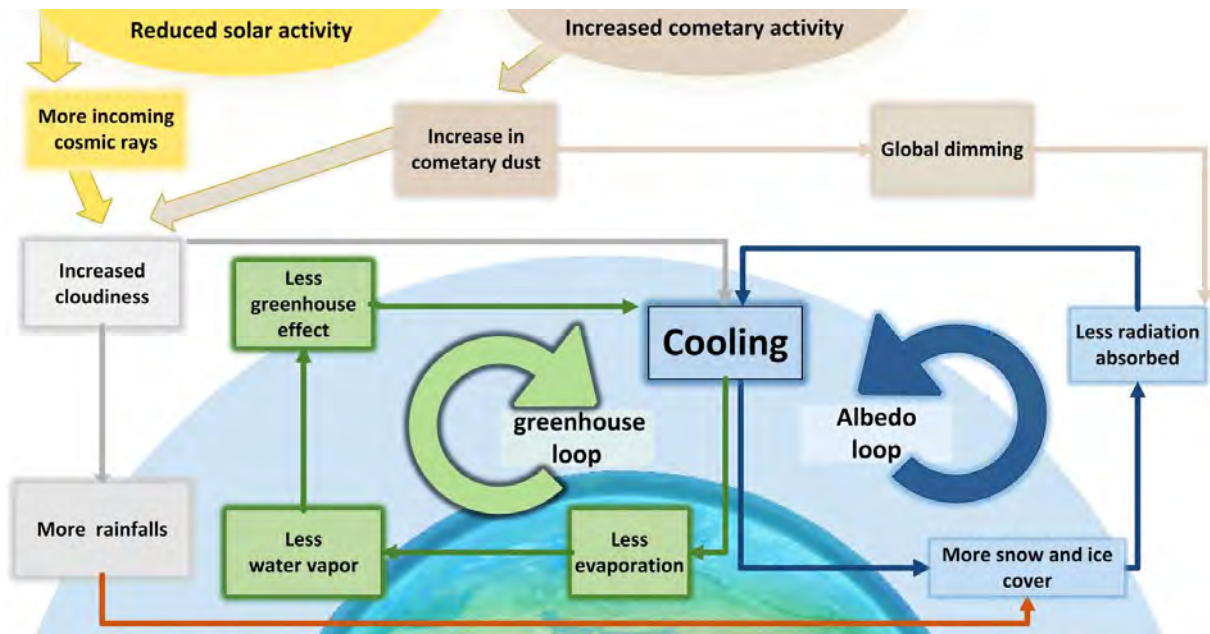 Reduced solar activity
Increased cometary activity
More incoming
cosmic rays
Increase in
cometary dust
Global dimming
Increased
cloudiness
Less
greenhouse
effect
Cooling
Less radiation
absorbed
greenhouse
loop
Albedo
loop
More rainfalls
Less
water vapor
Less
evaporation
More snow and ice
cover